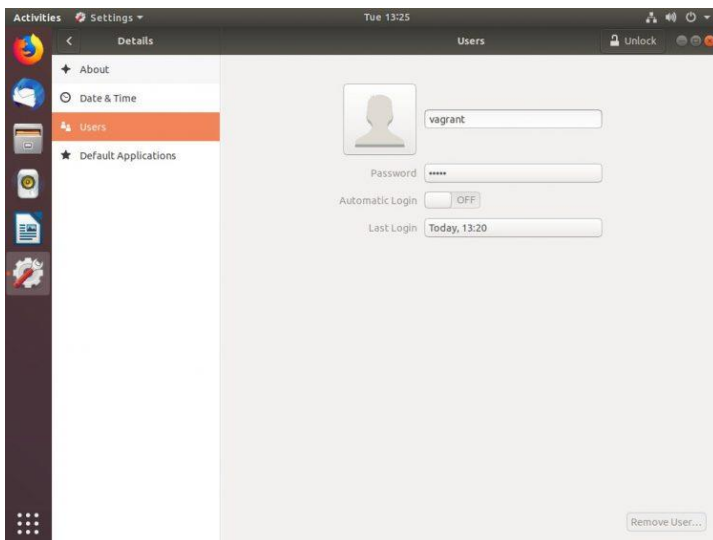 Activities Settings Tue 13:25
Details Users Unlock
About
Date & Time
Users
Default Applications
vagrant
Password •••••
Automatic Login OFF
Last Login Today, 13:20
Remove User...